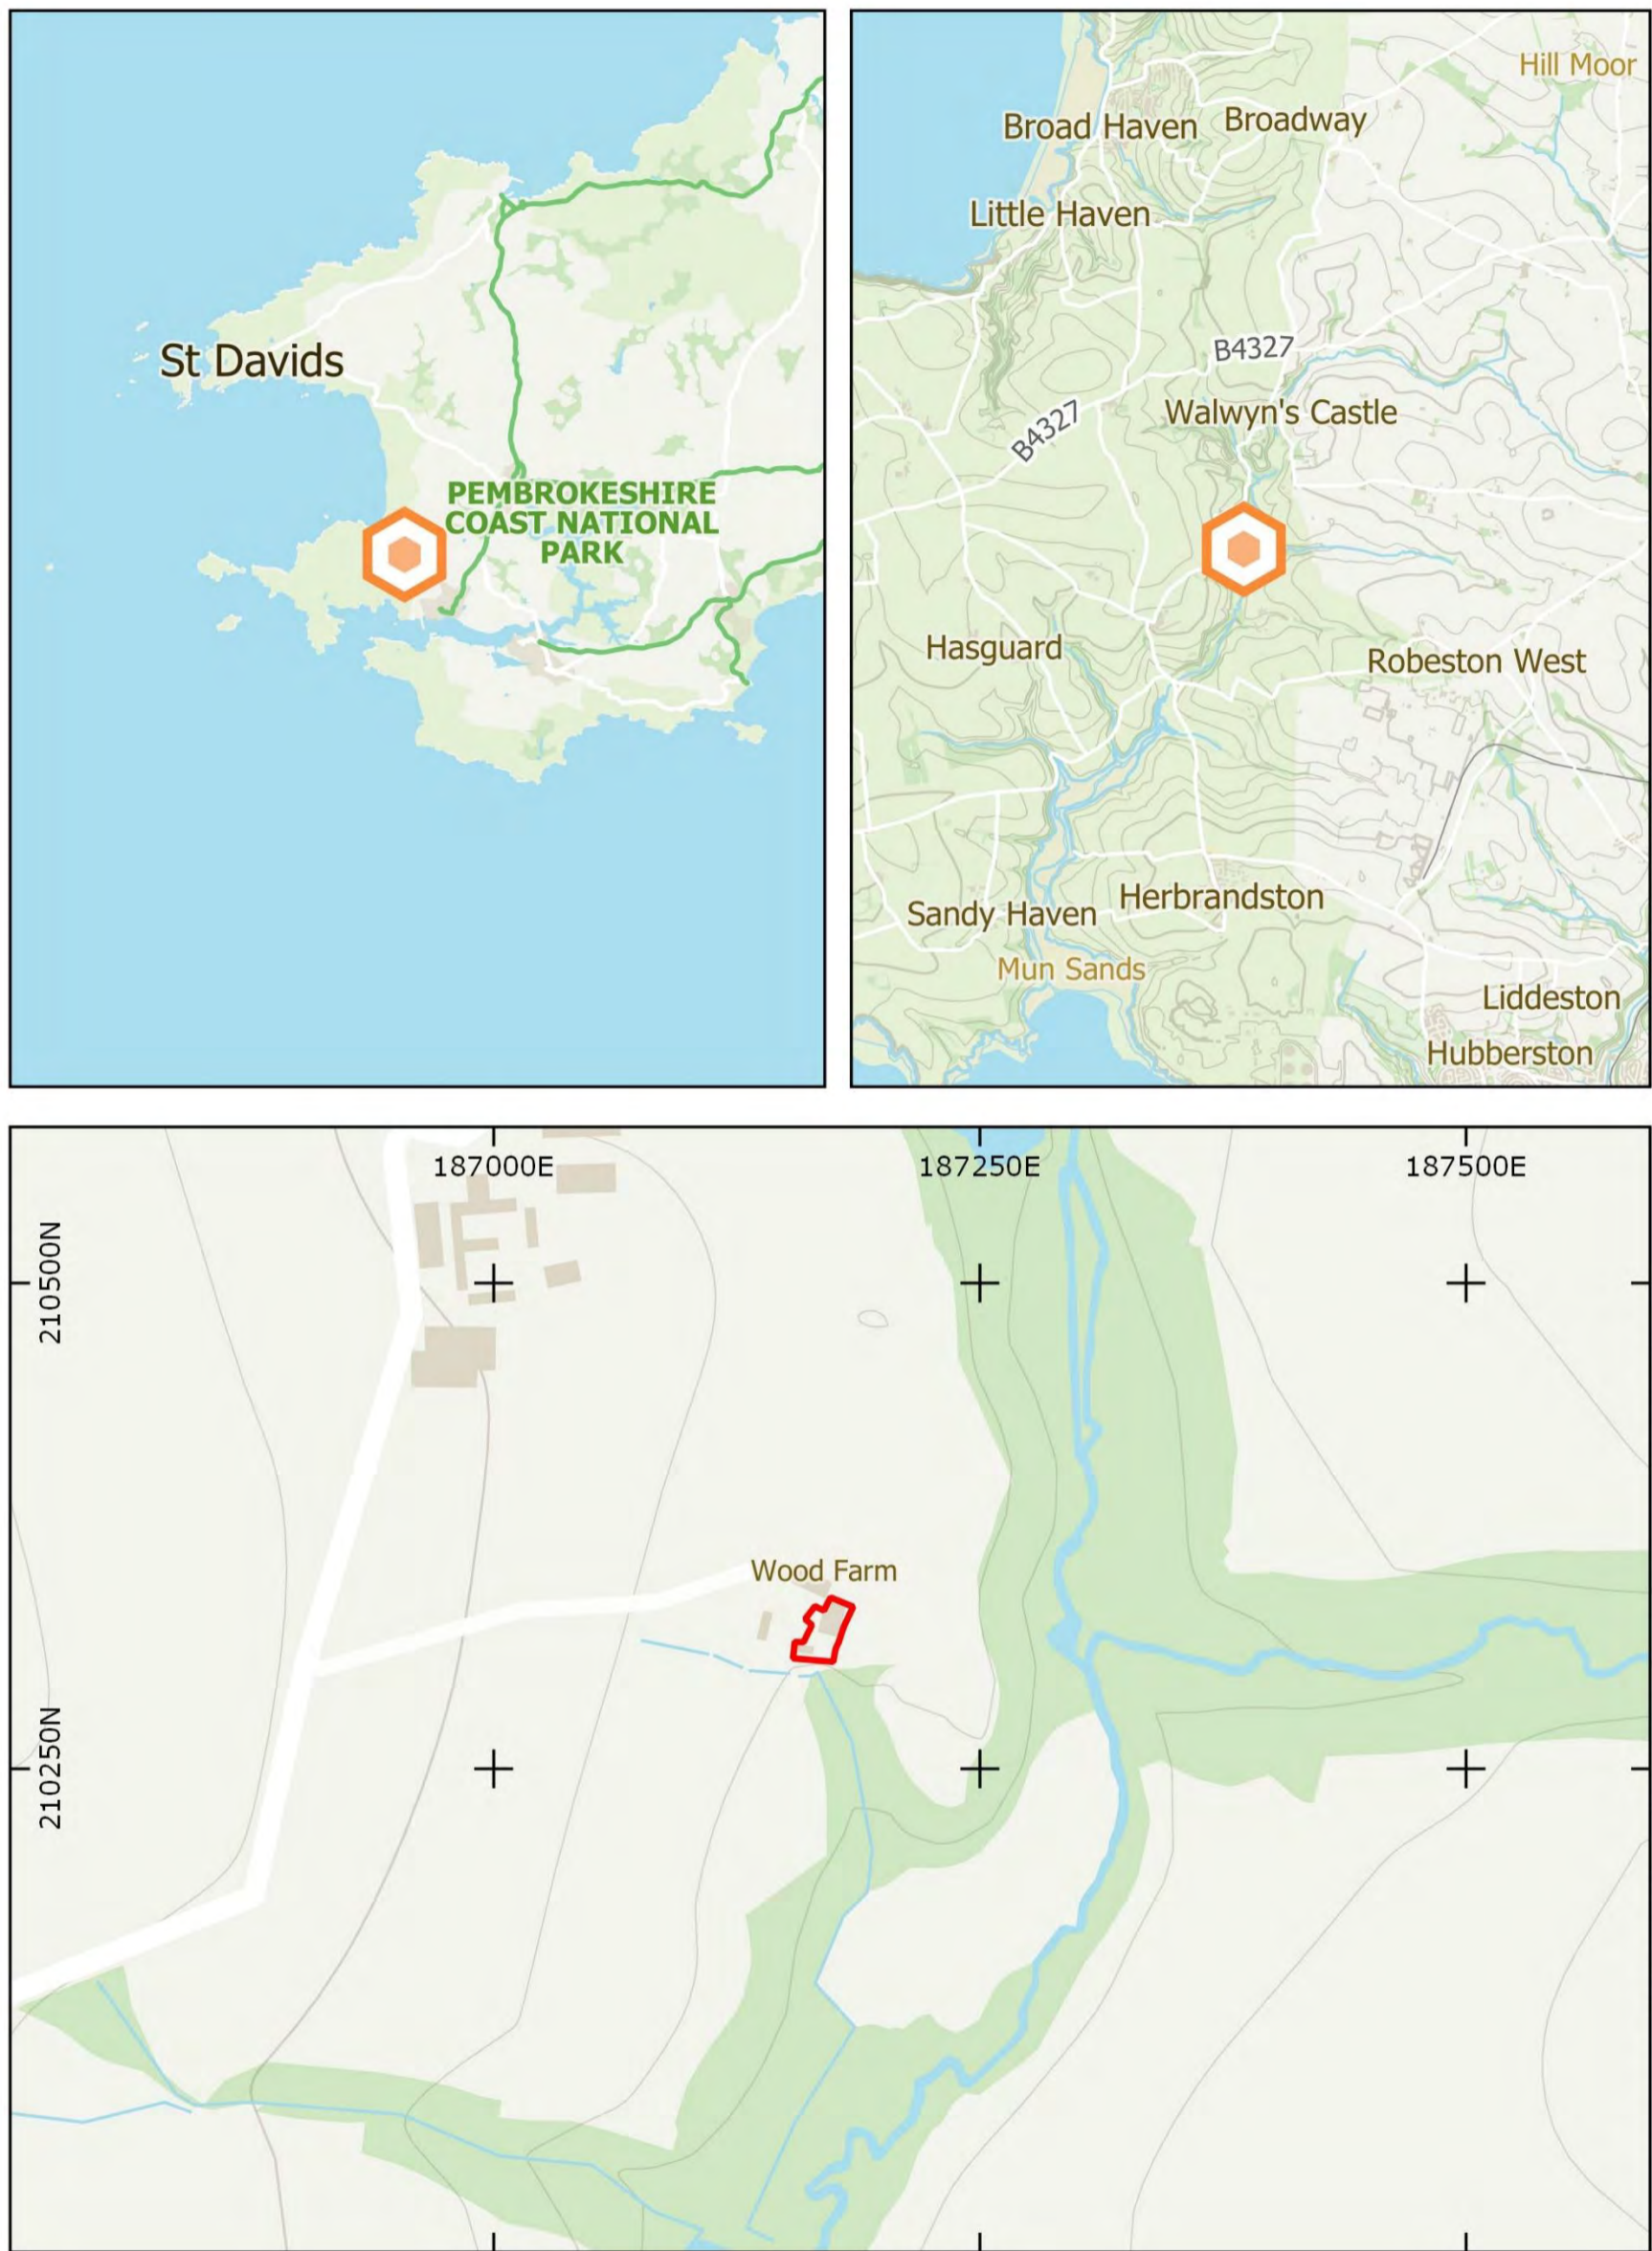 St Davids
PEMBROKESHIRE
COAST NATIONAL
PARK
Hill Moor
Broad Haven
Broadway
Little Haven
B4327
B4327
Walwyn's Castle
Hasguard
Robeston West
Sandy Haven
Herbrandston
Mun Sands
Liddeston
Hubberston
187000E
187250E
187500E
210500N
Wood Farm
210250N